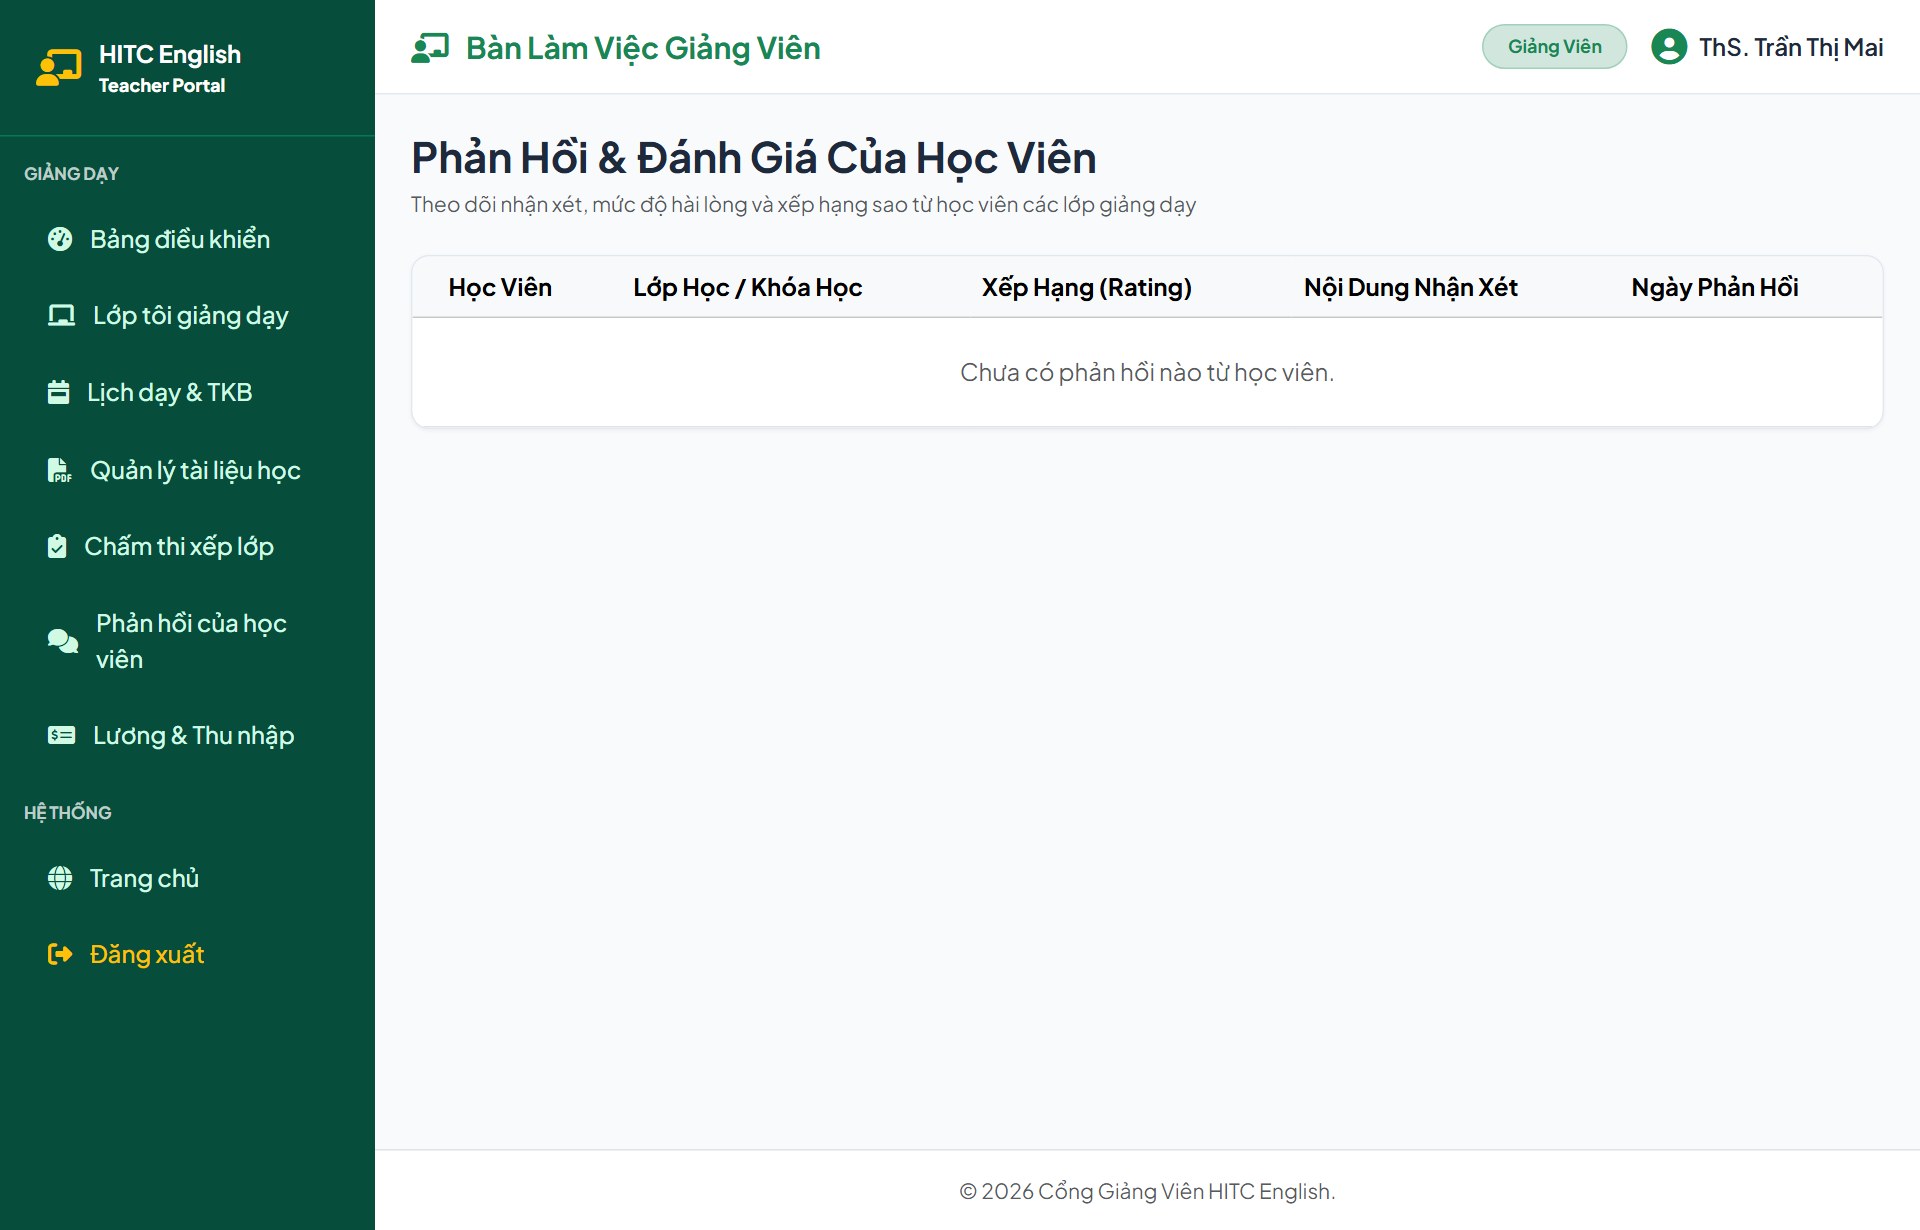 HITC English
Teacher Portal
GIẢNG DẠY
Bảng điều khiển
Lớp tôi giảng dạy
Lịch dạy & TKB
Quản lý tài liệu học
Chấm thi xếp lớp
Phản hồi của học
viên
Lương & Thu nhập
HỆ THỐNG
Trang chủ
Đăng xuất
Bàn Làm Việc Giảng Viên
Giảng Viên
ThS. Trần Thị Mai
Phản Hồi & Đánh Giá Của Học Viên
Theo dõi nhận xét, mức độ hài lòng và xếp hạng sao từ học viên các lớp giảng dạy
Học Viên Lớp Học / Khóa Học Xếp Hạng (Rating) Nội Dung Nhận Xét Ngày Phản Hồi
Chưa có phản hồi nào từ học viên.
© 2026 Cổng Giảng Viên HITC English.